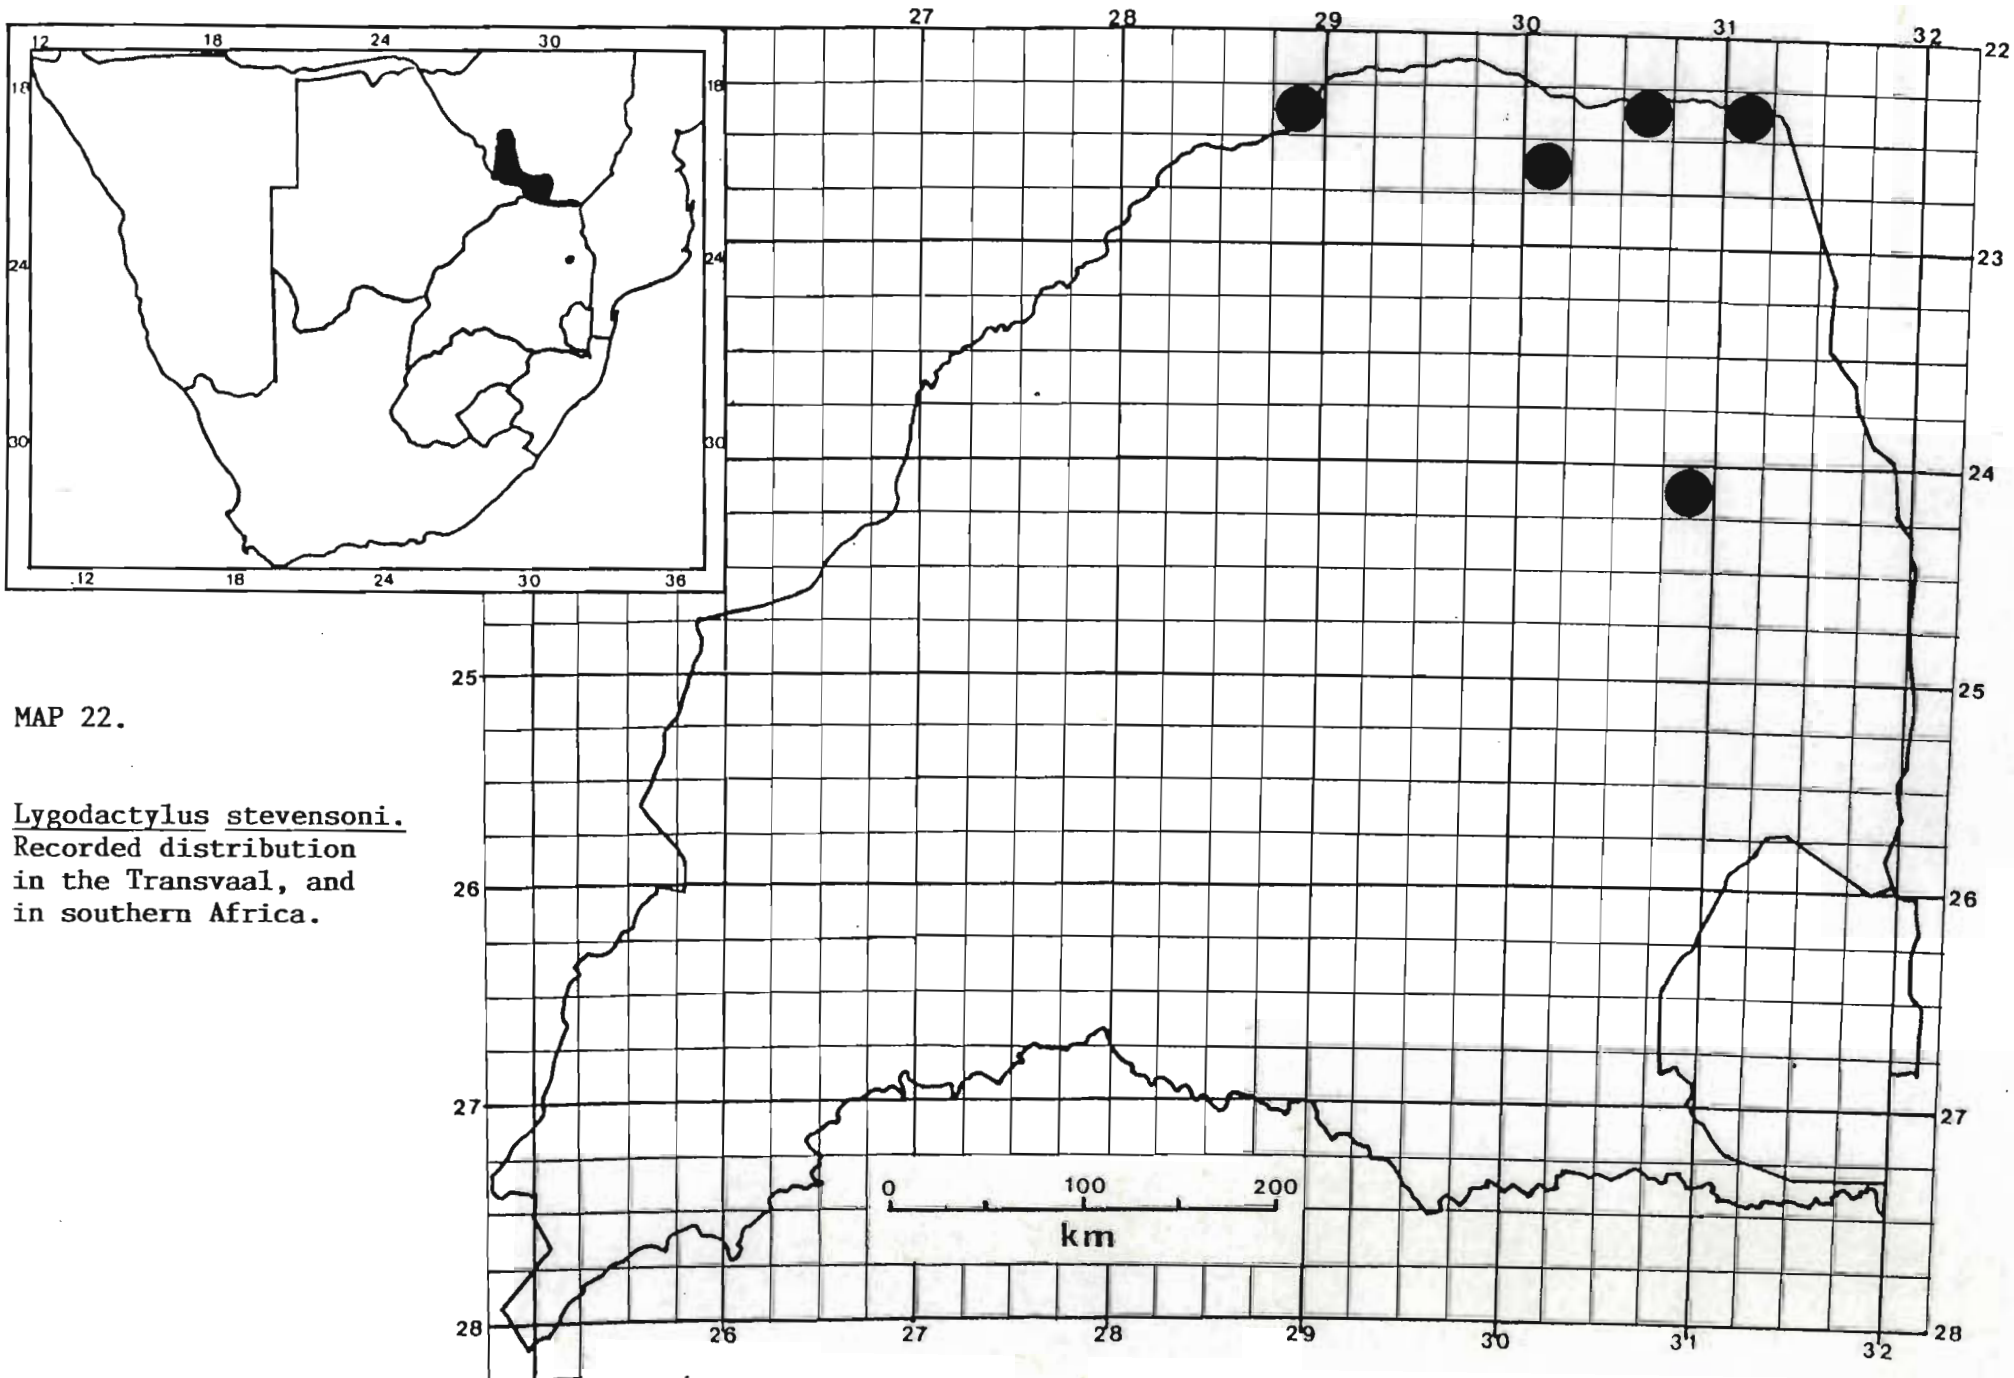 27 28 29 30 31 32
22
12 18 24 30
18 18
24 24
30 30
12 18 24 30 36
23
24
25 25
MAP 22.
Lygodactylus stevensoni.
Recorded distribution
in the Transvaal, and
in southern Africa.
26 26
27 27
0 100 200
km
28 28
26 27 28 29 30 31 32